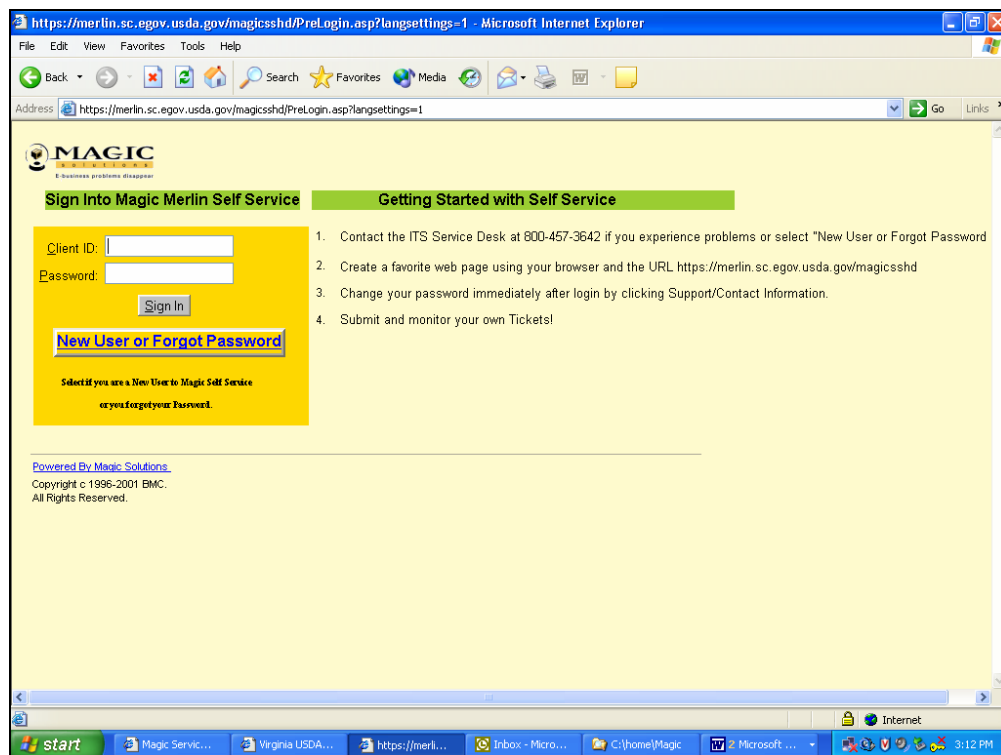 https://merlin.sc.egov.usda.gov/magicsshd/PreLogin.asp?langsettings=1 - Microsoft Internet Explorer
File Edit View Favorites Tools Help
Back Search Favorites Media
Address https://merlin.sc.egov.usda.gov/magicsshd/PreLogin.asp?langsettings=1 Go Links
MAGIC
solutions
E-business problems disappear
Sign Into Magic Merlin Self Service
Client ID:
Password:
Sign In
New User or Forgot Password
Select if you are a New User to Magic Self Service
or you forgot your Password.
Getting Started with Self Service
1. Contact the ITS Service Desk at 800-457-3642 if you experience problems or select "New User or Forgot Password
2. Create a favorite web page using your browser and the URL https://merlin.sc.egov.usda.gov/magicsshd
3. Change your password immediately after login by clicking Support/Contact Information.
4. Submit and monitor your own Tickets!
Powered By Magic Solutions
Copyright c 1996-2001 BMC.
All Rights Reserved.
Internet
start Magic Servic... Virginia USDA... https://merli... Inbox - Micro... C:\home\Magic 2 Microsoft ... 3:12 PM